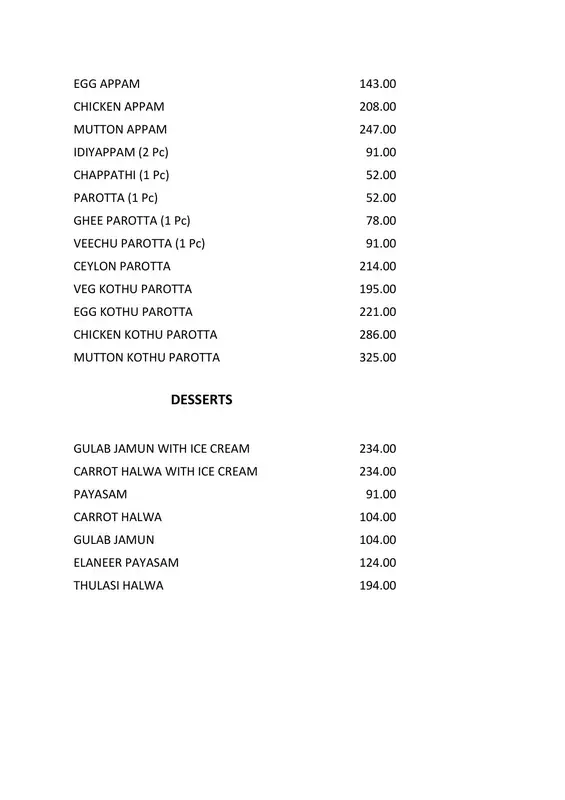 EGG APPAM 143.00
CHICKEN APPAM 208.00
MUTTON APPAM 247.00
IDIYAPPAM (2 Pc) 91.00
CHAPPATHI (1 Pc) 52.00
PAROTTA (1 Pc) 52.00
GHEE PAROTTA (1 Pc) 78.00
VEECHU PAROTTA (1 Pc) 91.00
CEYLON PAROTTA 214.00
VEG KOTHU PAROTTA 195.00
EGG KOTHU PAROTTA 221.00
CHICKEN KOTHU PAROTTA 286.00
MUTTON KOTHU PAROTTA 325.00
DESSERTS
GULAB JAMUN WITH ICE CREAM 234.00
CARROT HALWA WITH ICE CREAM 234.00
PAYASAM 91.00
CARROT HALWA 104.00
GULAB JAMUN 104.00
ELANEER PAYASAM 124.00
THULASI HALWA 194.00